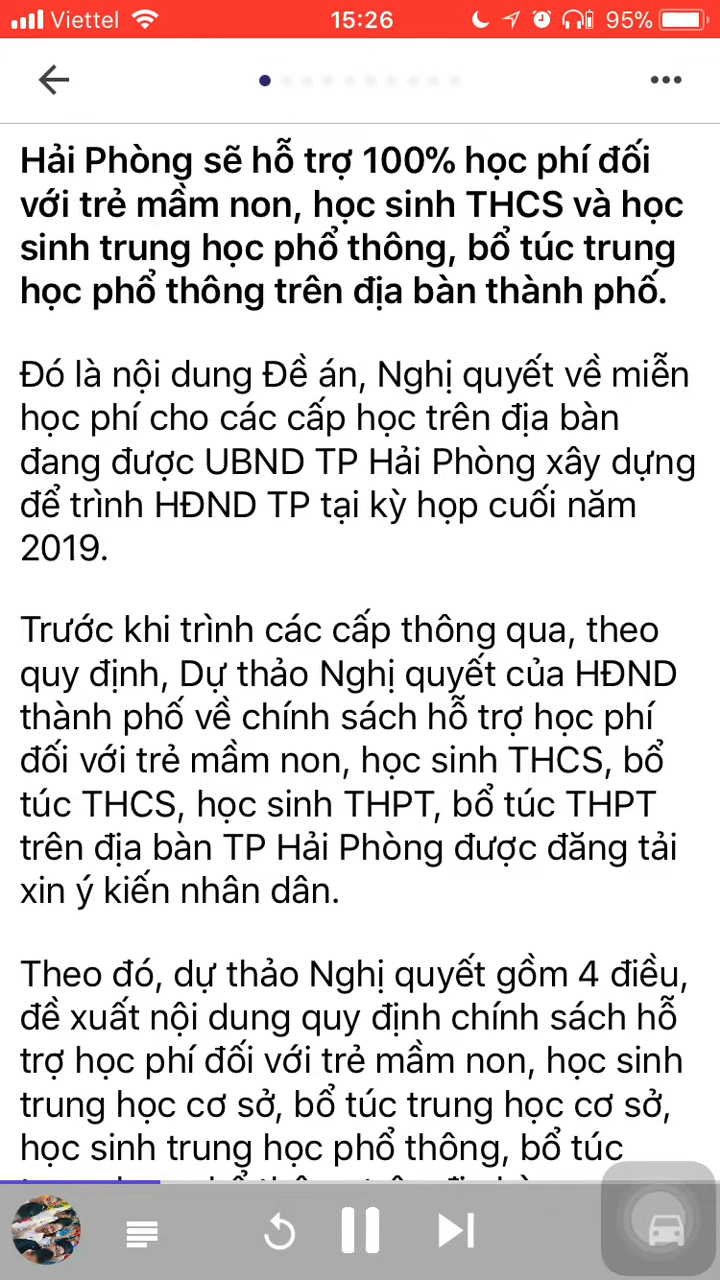 Viettel 15:26 95%
Hải Phòng sẽ hỗ trợ 100% học phí đối
với trẻ mầm non, học sinh THCS và học
sinh trung học phổ thông, bổ túc trung
học phổ thông trên địa bàn thành phố.
Đó là nội dung Đề án, Nghị quyết về miễn
học phí cho các cấp học trên địa bàn
đang được UBND TP Hải Phòng xây dựng
để trình HĐND TP tại kỳ họp cuối năm
2019.
Trước khi trình các cấp thông qua, theo
quy định, Dự thảo Nghị quyết của HĐND
thành phố về chính sách hỗ trợ học phí
đối với trẻ mầm non, học sinh THCS, bổ
túc THCS, học sinh THPT, bổ túc THPT
trên địa bàn TP Hải Phòng được đăng tải
xin ý kiến nhân dân.
Theo đó, dự thảo Nghị quyết gồm 4 điều,
đề xuất nội dung quy định chính sách hỗ
trợ học phí đối với trẻ mầm non, học sinh
trung học cơ sở, bổ túc trung học cơ sở,
học sinh trung học phổ thông, bổ túc